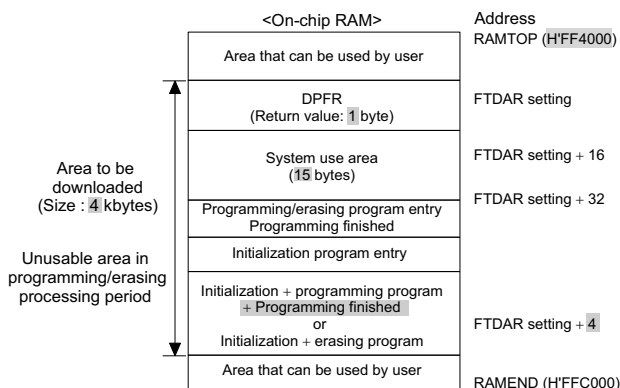 <On-chip RAM>
Address
RAMTOP (H'FF4000)
Area that can be used by user
DPFR
(Return value: 1 byte)
FTDAR setting
System use area
(15 bytes)
FTDAR setting + 16
Area to be
downloaded
(Size : 4 kbytes)
FTDAR setting + 32
Programming/erasing program entry
Programming finished
Initialization program entry
Unusable area in
programming/erasing
processing period
Initialization + programming program
+ Programming finished
or
Initialization + erasing program
FTDAR setting + 4
Area that can be used by user
RAMEND (H'FFC000)